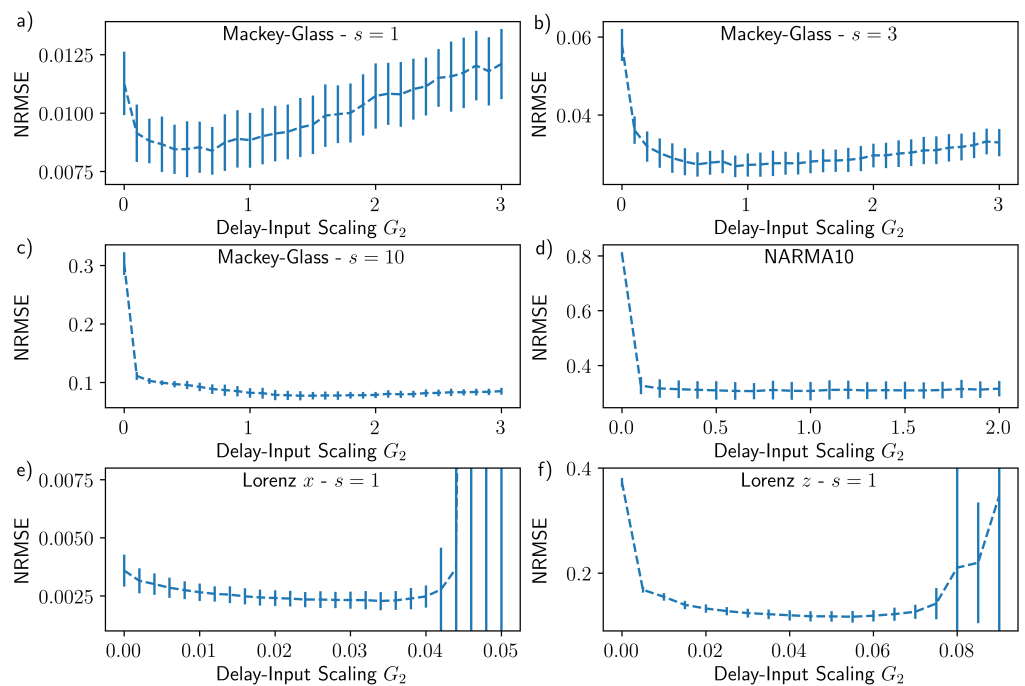 a)
Mackey-Glass - s = 1
NRMSE
0.0125
0.0100
0.0075
0 1 2 3
Delay-Input Scaling G₂
b)
Mackey-Glass - s = 3
NRMSE
0.06
0.04
0 1 2 3
Delay-Input Scaling G₂
c)
Mackey-Glass - s = 10
NRMSE
0.3
0.2
0.1
0 1 2 3
Delay-Input Scaling G₂
d)
NARMA10
NRMSE
0.8
0.6
0.4
0.0 0.5 1.0 1.5 2.0
Delay-Input Scaling G₂
e)
Lorenz x - s = 1
NRMSE
0.0075
0.0050
0.0025
0.00 0.01 0.02 0.03 0.04 0.05
Delay-Input Scaling G₂
f)
Lorenz z - s = 1
NRMSE
0.4
0.2
0.00 0.02 0.04 0.06 0.08
Delay-Input Scaling G₂